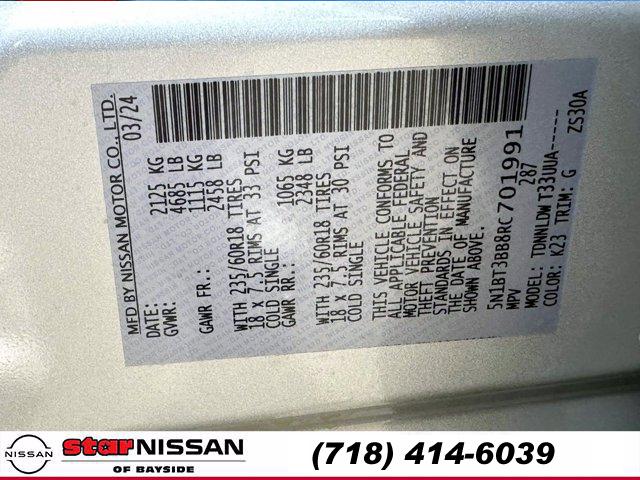 MFD BY NISSAN MOTOR CO., LTD.
DATE: 03/24
GVWR: 2125 KG
4685 LB
GAWR FR.: 1115 KG
2458 LB
WITH 235/60R18 TIRES
18 x 7.5 RIMS AT 33 PSI
COLD SINGLE
GAWR RR.: 1065 KG
2348 LB
WITH 235/60R18 TIRES
18 x 7.5 RIMS AT 30 PSI
COLD SINGLE
THIS VEHICLE CONFORMS TO
ALL APPLICABLE FEDERAL
MOTOR VEHICLE SAFETY AND
THEFT PREVENTION
STANDARDS IN EFFECT ON
THE DATE OF MANUFACTURE
SHOWN ABOVE.
5N1BT3BB8RC701991
MPV 287
MODEL: TDNNLDW T33UUA-----
COLOR: K23 TRIM: G ZS30A
NISSAN
star NISSAN
OF BAYSIDE
(718) 414-6039